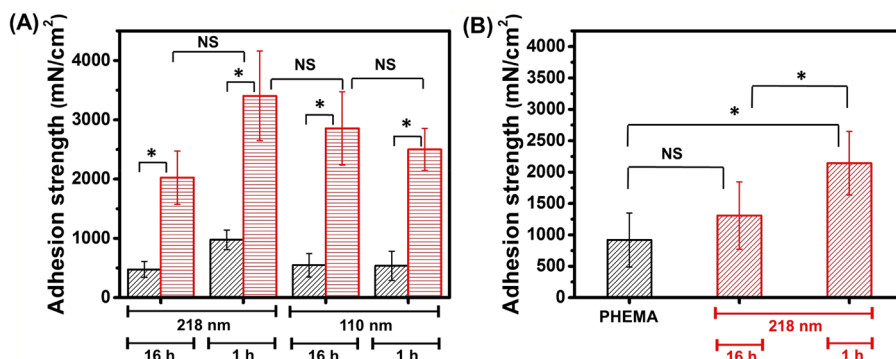 (A)
Adhesion strength (mN/cm²)
4000
3500
3000
2000
1000
500
0
NS
NS
NS
*
*
*
*
218 nm
110 nm
16 h
1 h
16 h
1 h
(B)
Adhesion strength (mN/cm²)
4000
3500
3000
2500
2000
1500
1000
500
0
*
*
NS
PHEMA
218 nm
16 h
1 h